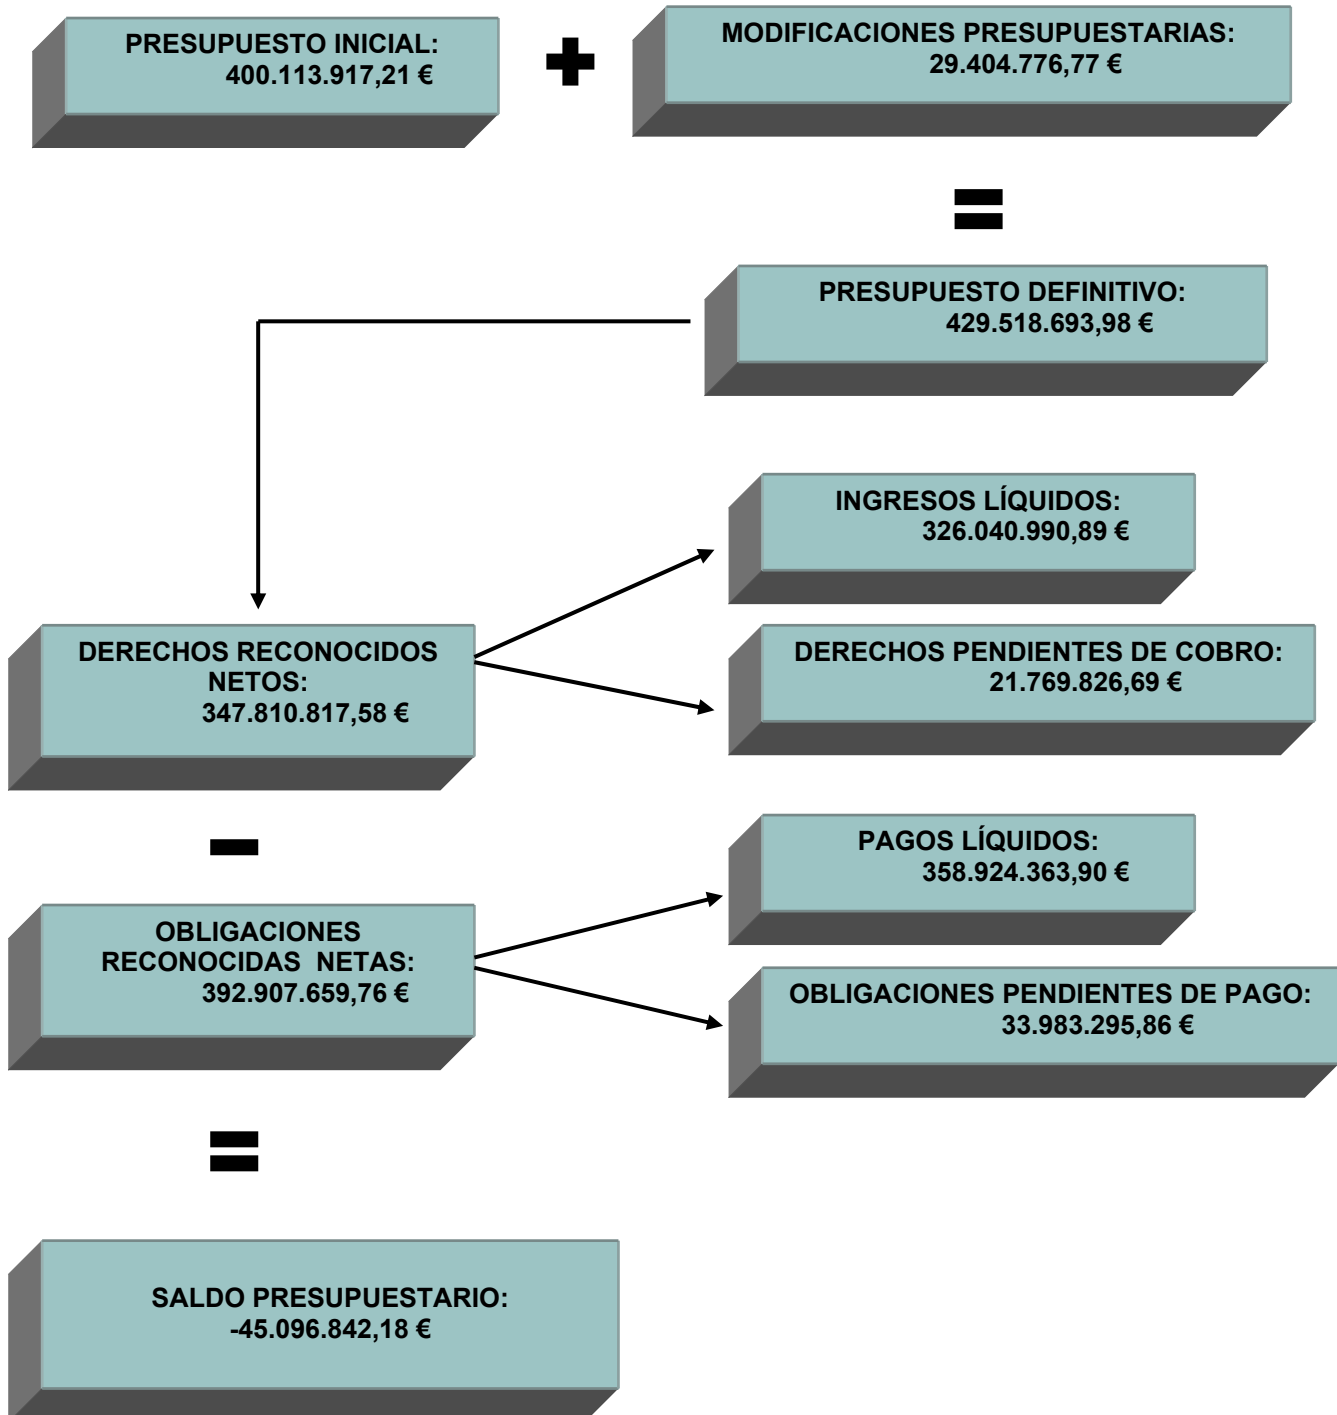 PRESUPUESTO INICIAL:
400.113.917,21 €
MODIFICACIONES PRESUPUESTARIAS:
29.404.776,77 €
PRESUPUESTO DEFINITIVO:
429.518.693,98 €
INGRESOS LÍQUIDOS:
326.040.990,89 €
DERECHOS RECONOCIDOS
NETOS:
347.810.817,58 €
DERECHOS PENDIENTES DE COBRO:
21.769.826,69 €
PAGOS LÍQUIDOS:
358.924.363,90 €
OBLIGACIONES
RECONOCIDAS  NETAS:
392.907.659,76 €
OBLIGACIONES PENDIENTES DE PAGO:
33.983.295,86 €
SALDO PRESUPUESTARIO:
-45.096.842,18 €